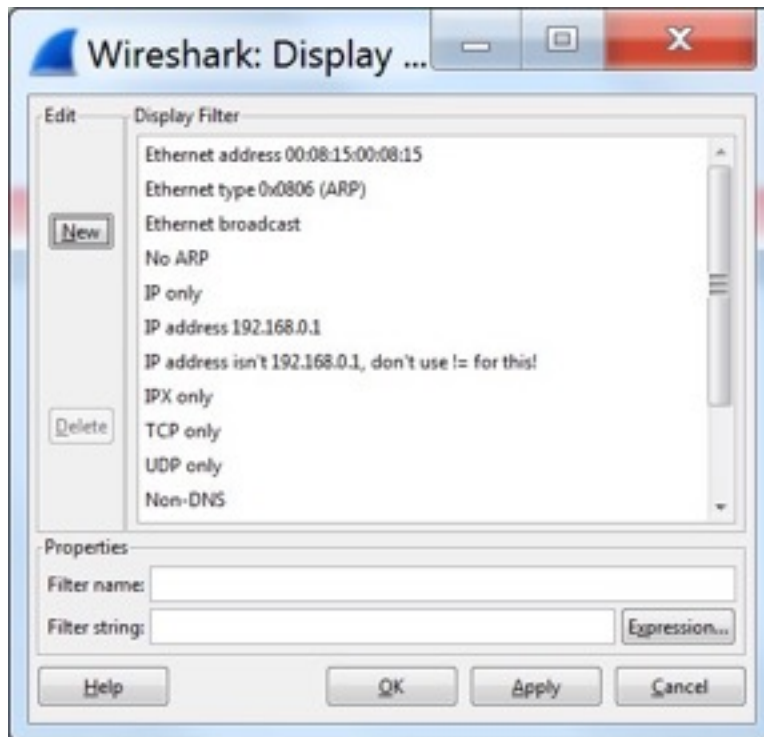 Wireshark: Display ...
Edit
Display Filter
Ethernet address 00:08:15:00:08:15
Ethernet type 0x0806 (ARP)
New
Ethernet broadcast
No ARP
IP only
IP address 192.168.0.1
IP address isn't 192.168.0.1, don't use != for this!
IPX only
Delete
TCP only
UDP only
Non-DNS
Properties
Filter name:
Filter string:
Expression...
Help
OK
Apply
Cancel